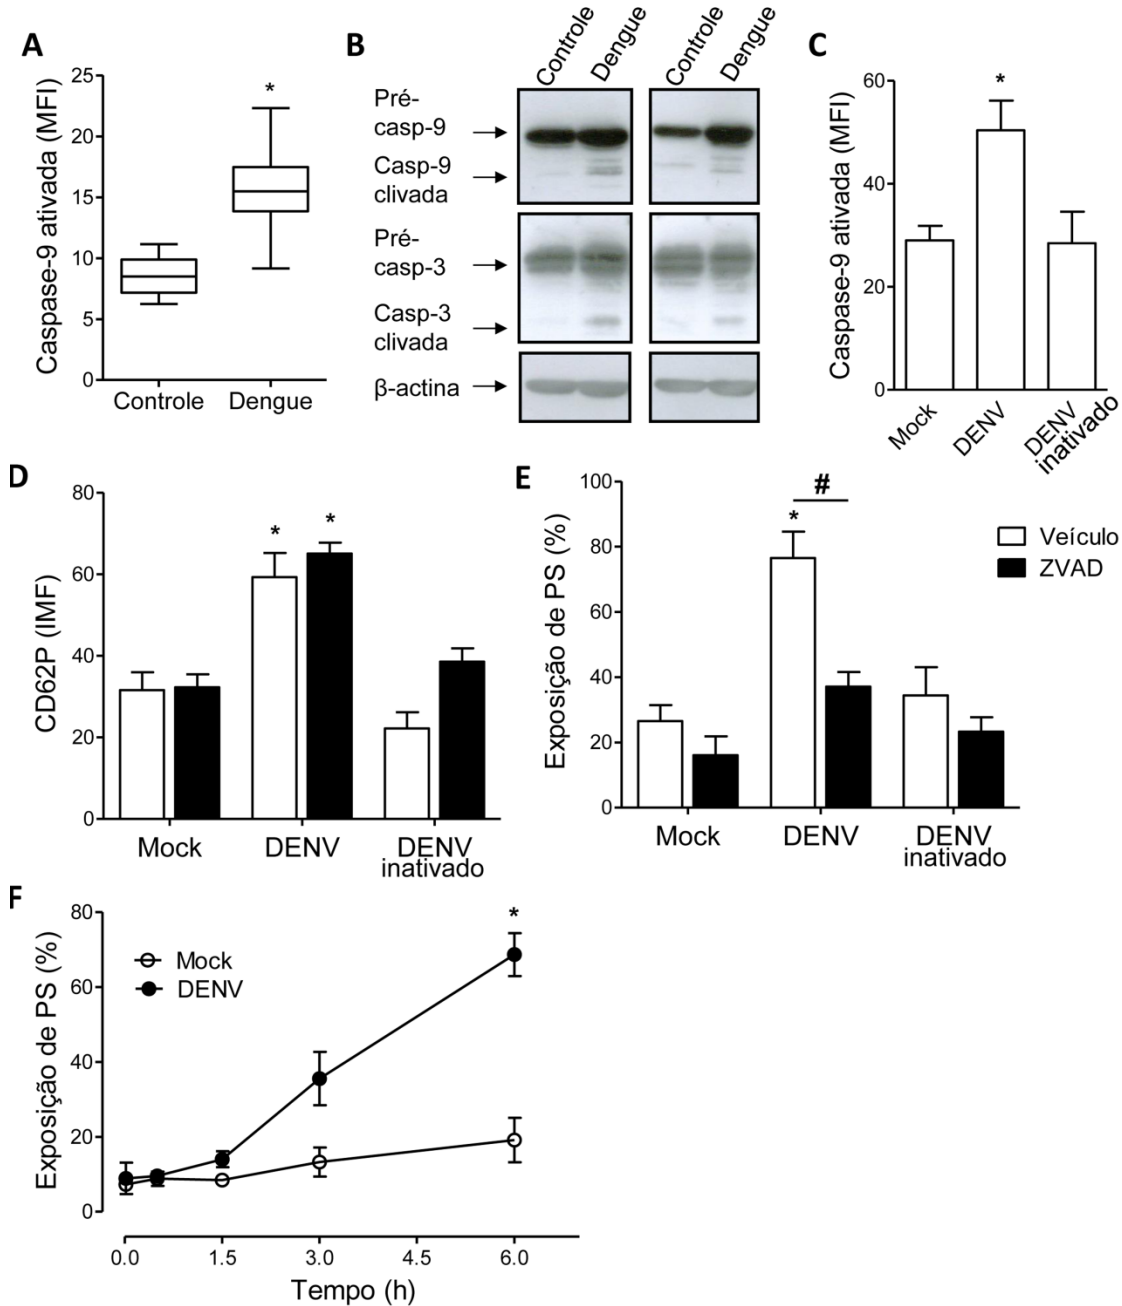 A
Caspase-9 ativada (MFI)
25
20
15
10
5
0
*
Controle
Dengue
B
Controle
Dengue
Controle
Dengue
Pré-
casp-9
Casp-9
clivada
Pré-
casp-3
Casp-3
clivada
β-actina
C
Caspase-9 ativada (MFI)
60
40
20
0
*
Mock
DENV
DENV
inativado
D
CD62P (IMF)
80
60
40
20
0
*
*
Mock
DENV
DENV
inativado
E
Exposição de PS (%)
100
80
60
40
20
0
#
*
Mock
DENV
DENV
inativado
Veículo
ZVAD
F
Exposição de PS (%)
80
60
40
20
0
*
Mock
DENV
0.0
1.5
3.0
4.5
6.0
Tempo (h)